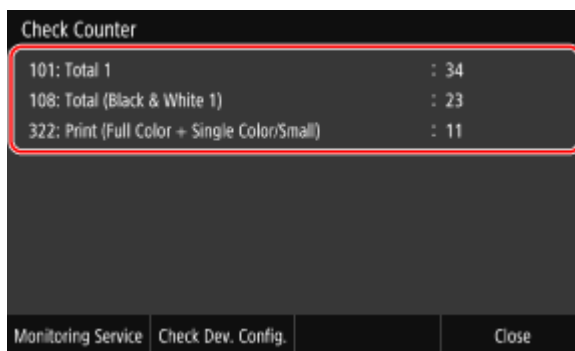 Check Counter
101: Total 1 : 34
108: Total (Black & White 1) : 23
322: Print (Full Color + Single Color/Small) : 11
Monitoring Service Check Dev. Config. Close